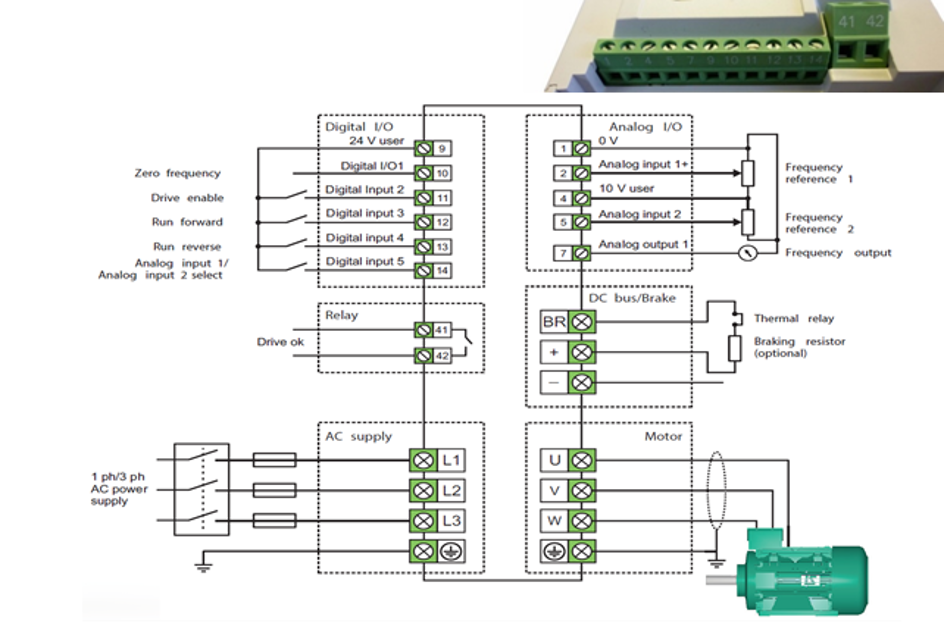 41 42
1 2 4 5 7 9 10 11 12 13 14
Digital I/O
24 V user 9
Zero frequency Digital I/O1 10
Drive enable Digital Input 2 11
Run forward Digital input 3 12
Run reverse Digital input 4 13
Analog input 1/
Analog input 2 select
Digital input 5 14
Analog I/O
1 0 V
2 Analog input 1+
4 10 V user
5 Analog input 2
7 Analog output 1
Frequency
reference 1
Frequency
reference 2
Frequency output
Relay
Drive ok
41
42
DC bus/Brake
BR
+
−
Thermal relay
Braking resistor
(optional)
AC supply
1 ph/3 ph
AC power
supply
L1
L2
L3
Motor
U
V
W